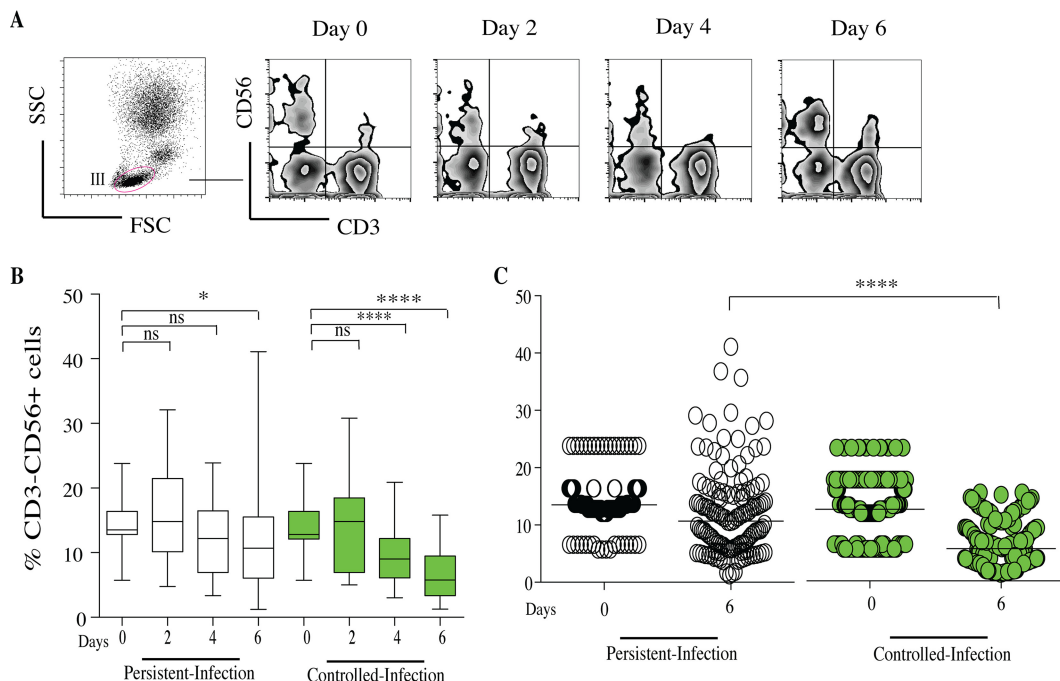 A
Day 0
Day 2
Day 4
Day 6
SSC
III
FSC
CD56
CD3
B
% CD3-CD56+ cells
50
40
30
20
10
0
*
ns
ns
****
****
ns
Days
0
2
4
6
0
2
4
6
Persistent-Infection
Controlled-Infection
C
****
50
40
30
20
10
0
Days
0
6
0
6
Persistent-Infection
Controlled-Infection